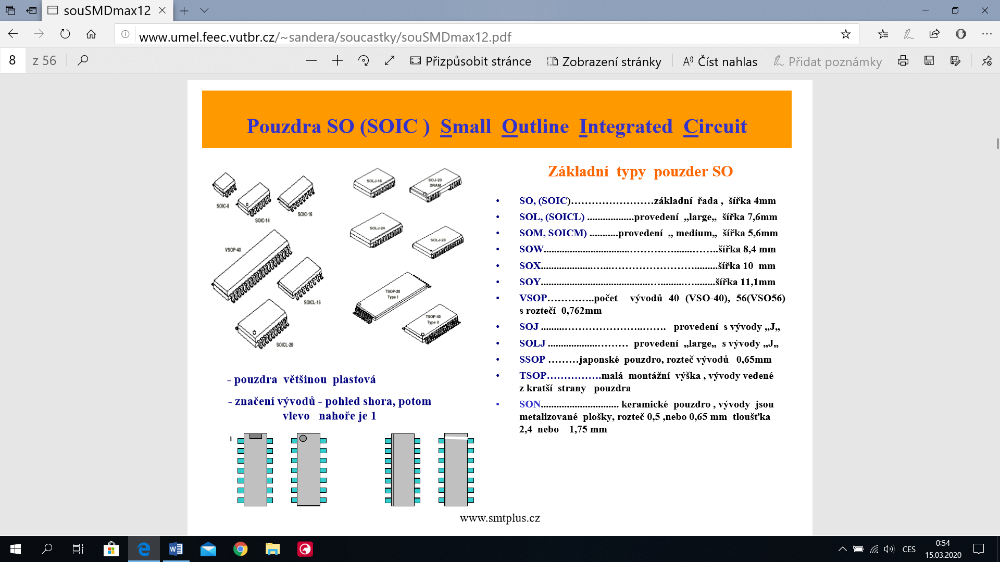 souSMDmax12
www.umel.feec.vutbr.cz/~sandera/soucastky/souSMDmax12.pdf
8 z 56 Přizpůsobit stránce Zobrazení stránky Číst nahlas Přidat poznámky
Pouzdra SO (SOIC ) Small Outline Integrated Circuit
SOIC-8
SOIC-14
SOIC-16
VSOP-40
SOICL-16
SOICL-20
SOLJ-16
SOJ-20
DRAM
SOLJ-24
SOLJ-28
TSOP-20
Type I
TSOP-40
Type II
- pouzdra většinou plastová
- značení vývodů - pohled shora, potom
vlevo nahoře je 1
1
Základní typy pouzder SO
• SO, (SOIC)……………………základní řada , šířka 4mm
• SOL, (SOICL) ..................provedení „large„ šířka 7,6mm
• SOM, SOICM) ...........provedení „ medium„ šířka 5,6mm
• SOW.................................……….….......……..šířka 8,4 mm
• SOX....................…...…………………….........šířka 10 mm
• SOY..........................................….........….........šířka 11,1mm
• VSOP…………..počet vývodů 40 (VSO-40), 56(VSO56)
s roztečí 0,762mm
• SOJ .........…………………..……. provedení s vývody „J„
• SOLJ ...................……… provedení „large„ s vývody „J„
• SSOP ………japonské pouzdro, rozteč vývodů 0,65mm
• TSOP…………….malá montážní výška , vývody vedené
z kratší strany pouzdra
• SON.............................. keramické pouzdro , vývody jsou
metalizované plošky, rozteč 0,5 ,nebo 0,65 mm tloušťka
2,4 nebo 1,75 mm
www.smtplus.cz
CES
0:54
15.03.2020